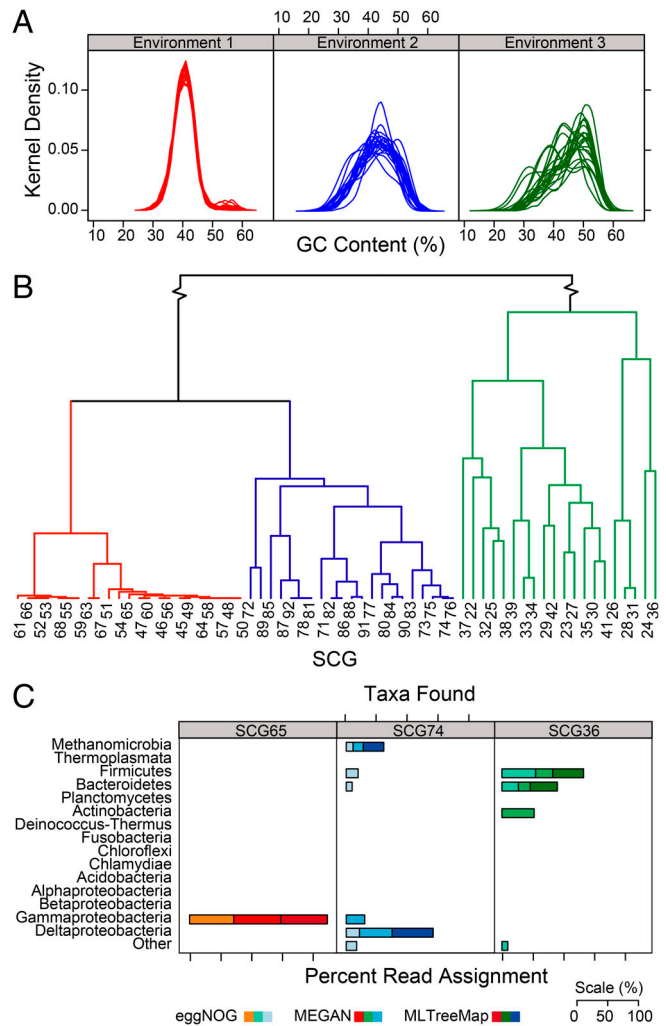 A
10 20 30 40 50 60
Environment 1 Environment 2 Environment 3
Kernel Density
0.10
0.05
0.00
10 20 30 40 50 60 10 20 30 40 50 60
GC Content (%)
B
61 66 52 53 68 55 59 63 67 51 54 65 47 60 46 56 45 49 64 58 57 48 50 72 89 85 87 92 78 81 71 82 86 88 91 77 80 84 90 83 73 75 74 76 37 22 32 25 38 39 33 34 29 42 23 27 35 30 41 26 28 31 24 36
SCG
C
Taxa Found
SCG65 SCG74 SCG36
Methanomicrobia
Thermoplasmata
Firmicutes
Bacteroidetes
Planctomycetes
Actinobacteria
Deinococcus-Thermus
Fusobacteria
Chloroflexi
Chlamydiae
Acidobacteria
Alphaproteobacteria
Betaproteobacteria
Gammaproteobacteria
Deltaproteobacteria
Other
Percent Read Assignment
Scale (%)
eggNOG MEGAN MLTreeMap
0 50 100